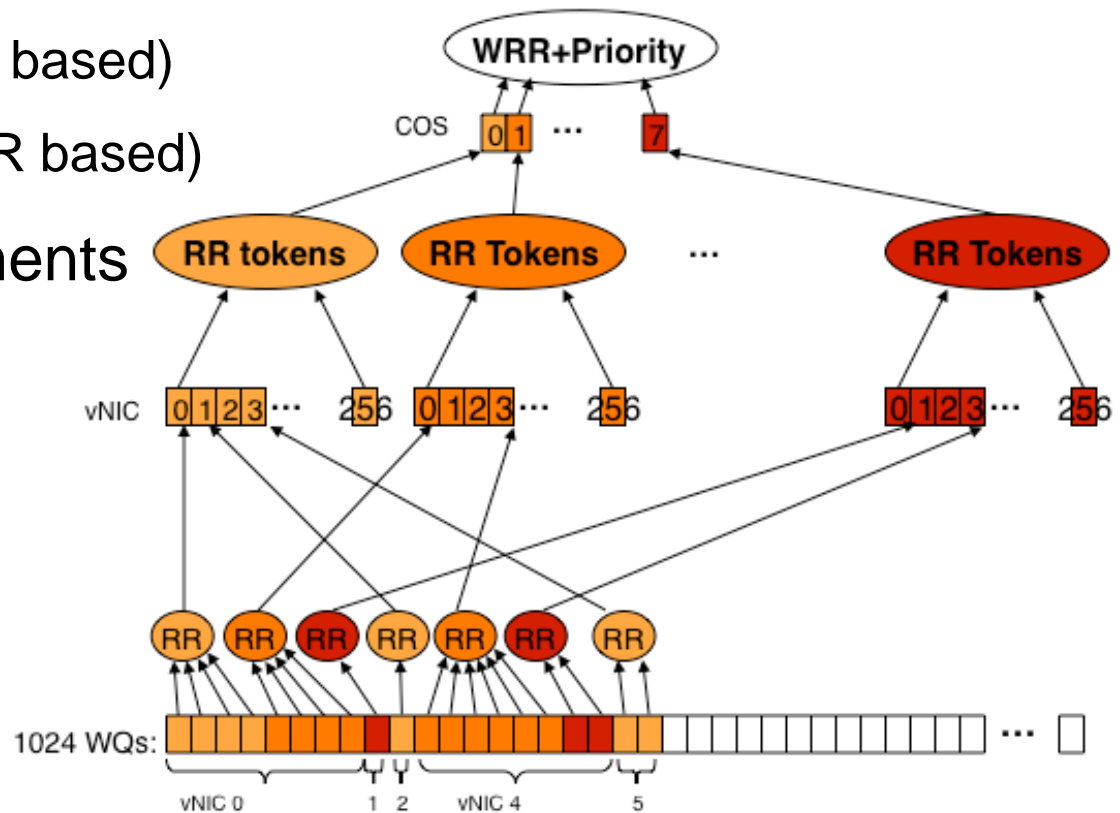 based)
WRR+Priority
COS 0 1 ... 7
R based)
nents RR tokens RR Tokens ... RR Tokens
vNIC 0 1 2 3 ... 256 0 1 2 3 ... 256 0 1 2 3 ... 256
RR RR RR RR RR RR RR
1024 WQs: ...
vNIC 0 1 2 vNIC 4 5